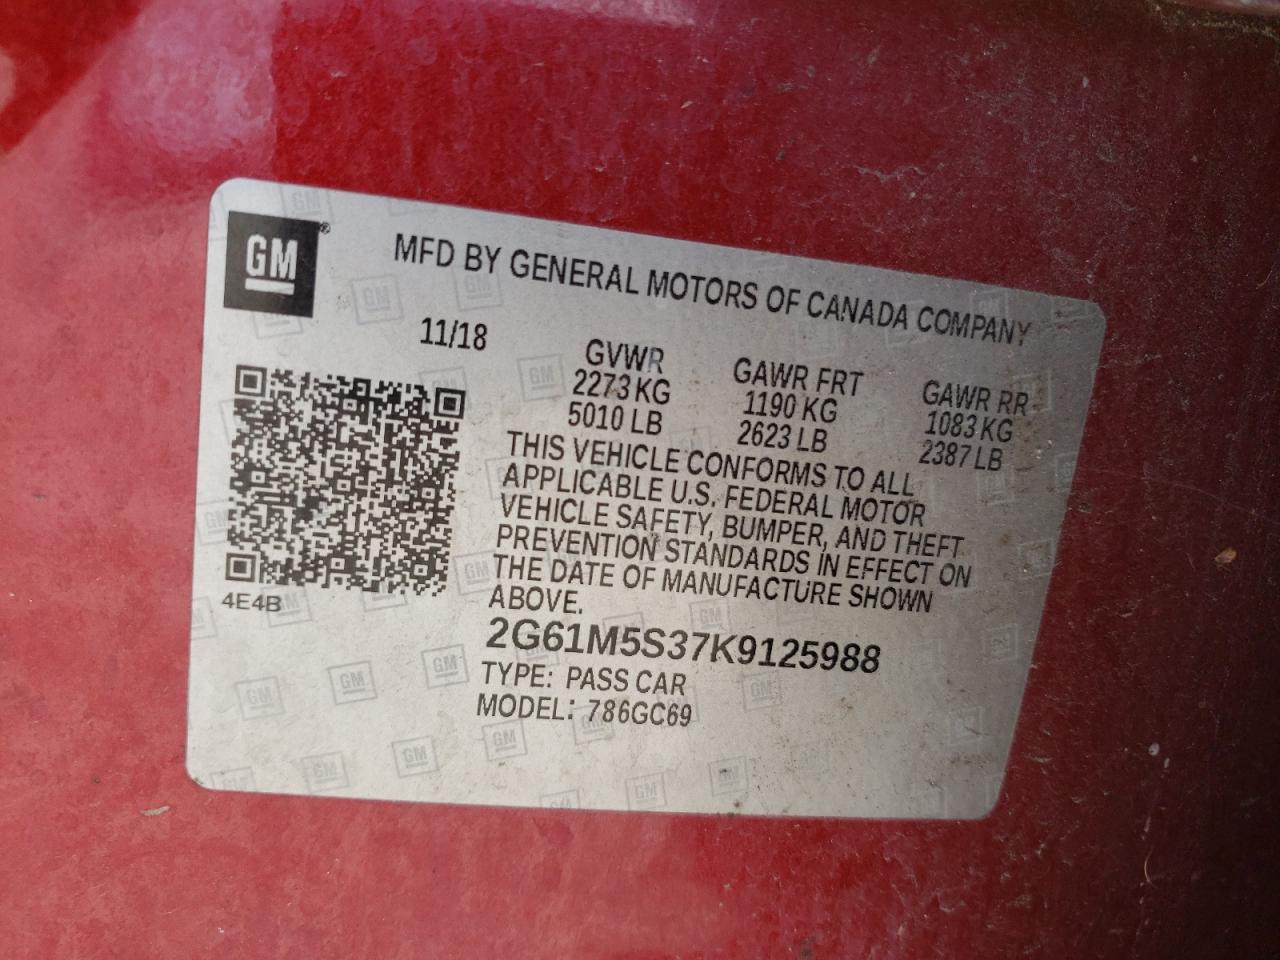 GM®
MFD BY GENERAL MOTORS OF CANADA COMPANY
11/18
GVWR GAWR FRT GAWR RR
2273 KG 1190 KG 1083 KG
5010 LB 2623 LB 2387 LB
THIS VEHICLE CONFORMS TO ALL
APPLICABLE U.S. FEDERAL MOTOR
VEHICLE SAFETY, BUMPER, AND THEFT
PREVENTION STANDARDS IN EFFECT ON
THE DATE OF MANUFACTURE SHOWN
ABOVE.
4E4B
2G61M5S37K9125988
TYPE: PASS CAR
MODEL: 786GC69